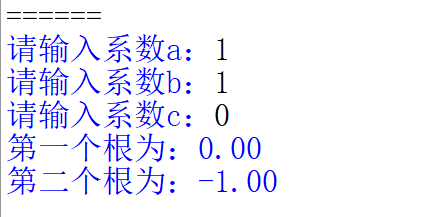 ======
请输入系数a: 1
请输入系数b: 1
请输入系数c: 0
第一个根为: 0.00
第二个根为: -1.00